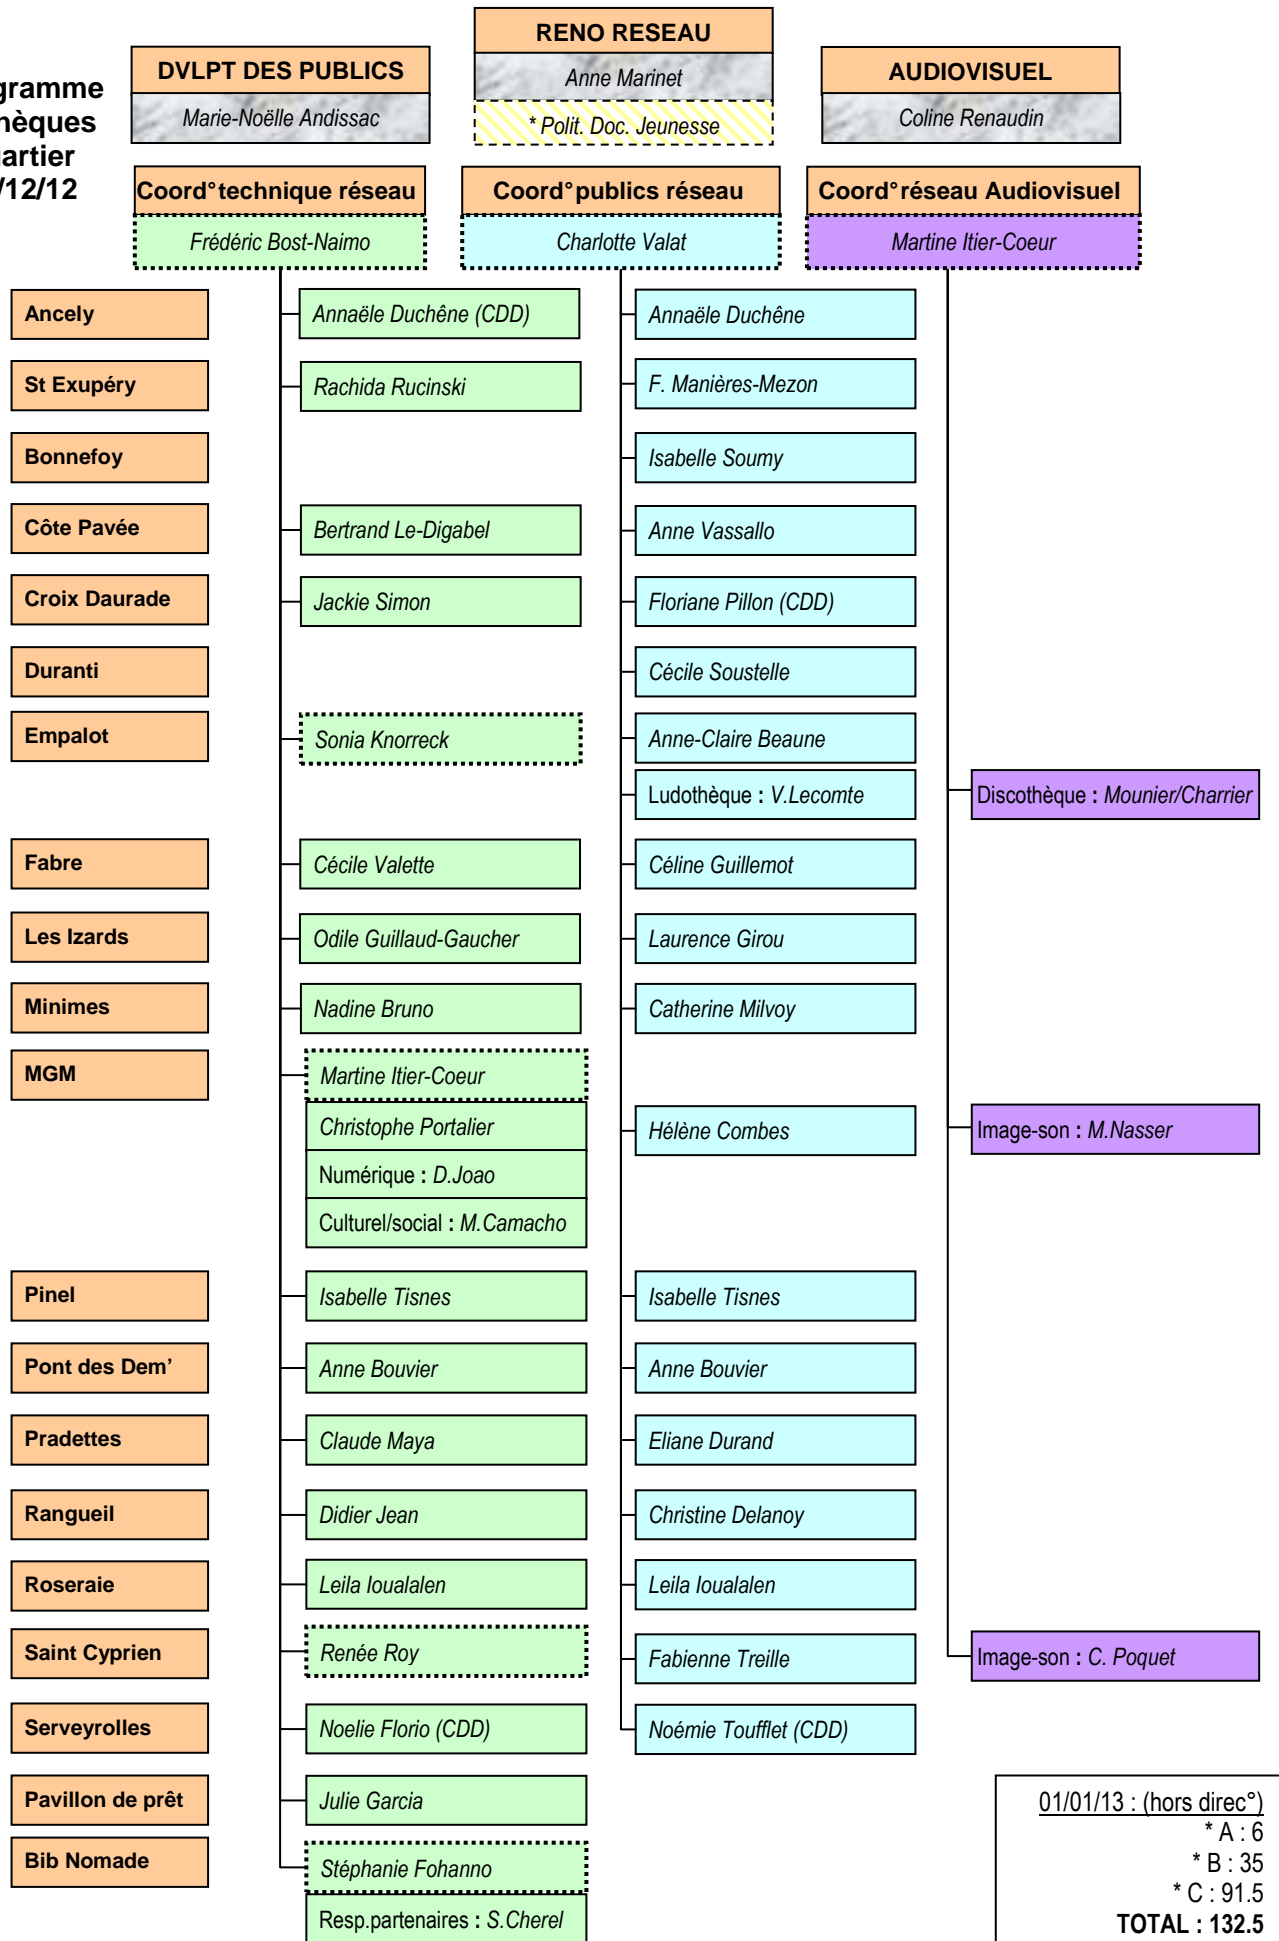 RENO RESEAU
Anne Marinet
* Polit. Doc. Jeunesse
DVLPT DES PUBLICS
Marie-Noëlle Andissac
AUDIOVISUEL
Coline Renaudin
gramme
hèques
artier
/12/12
Coord°technique réseau
Frédéric Bost-Naimo
Coord°publics réseau
Charlotte Valat
Coord°réseau Audiovisuel
Martine Itier-Coeur
Ancely
Annaële Duchêne (CDD)
Annaële Duchêne
St Exupéry
Rachida Rucinski
F. Manières-Mezon
Bonnefoy
Isabelle Soumy
Côte Pavée
Bertrand Le-Digabel
Anne Vassallo
Croix Daurade
Jackie Simon
Floriane Pillon (CDD)
Duranti
Cécile Soustelle
Empalot
Sonia Knorreck
Anne-Claire Beaune
Ludothèque : V.Lecomte
Discothèque : Mounier/Charrier
Fabre
Cécile Valette
Céline Guillemot
Les Izards
Odile Guillaud-Gaucher
Laurence Girou
Minimes
Nadine Bruno
Catherine Milvoy
MGM
Martine Itier-Coeur
Christophe Portalier
Numérique : D.Joao
Culturel/social : M.Camacho
Hélène Combes
Image-son : M.Nasser
Pinel
Isabelle Tisnes
Isabelle Tisnes
Pont des Dem’
Anne Bouvier
Anne Bouvier
Pradettes
Claude Maya
Eliane Durand
Rangueil
Didier Jean
Christine Delanoy
Roseraie
Leila Ioualalen
Leila Ioualalen
Saint Cyprien
Renée Roy
Fabienne Treille
Image-son : C. Poquet
Serveyrolles
Noelie Florio (CDD)
Noémie Toufflet (CDD)
Pavillon de prêt
Julie Garcia
Bib Nomade
Stéphanie Fohanno
Resp.partenaires : S.Cherel
01/01/13 : (hors direc°)
* A : 6
* B : 35
* C : 91.5
TOTAL : 132.5